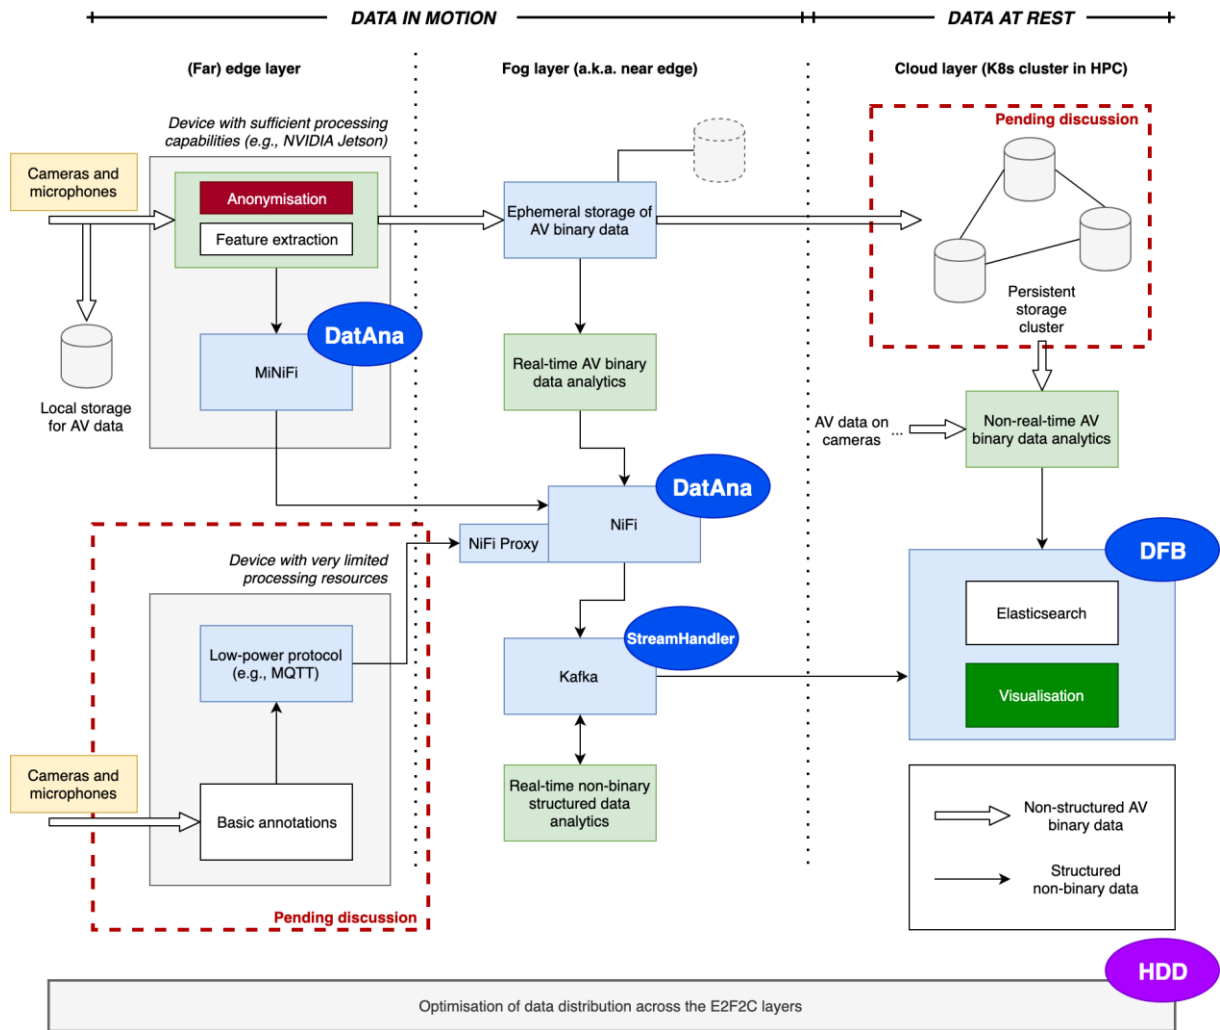 DATA IN MOTION
DATA AT REST
(Far) edge layer
Fog layer (a.k.a. near edge)
Cloud layer (K8s cluster in HPC)
Device with sufficient processing
capabilities (e.g., NVIDIA Jetson)
Cameras and
microphones
Anonymisation
Feature extraction
DatAna
MiNiFi
Local storage
for AV data
Ephemeral storage of
AV binary data
Real-time AV binary
data analytics
Pending discussion
Persistent
storage
cluster
AV data on
cameras ...
Non-real-time AV
binary data analytics
DatAna
NiFi
NiFi Proxy
Device with very limited
processing resources
Low-power protocol
(e.g., MQTT)
Cameras and
microphones
Basic annotations
Pending discussion
StreamHandler
Kafka
Real-time non-binary
structured data
analytics
DFB
Elasticsearch
Visualisation
Non-structured AV
binary data
Structured
non-binary data
HDD
Optimisation of data distribution across the E2F2C layers